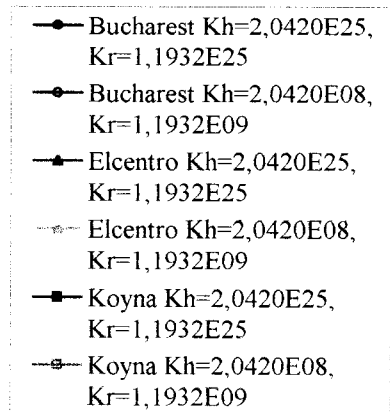 Bucharest Kh=2,0420E25,
Kr=1,1932E25
Bucharest Kh=2,0420E08,
Kr=1,1932E09
Elcentro Kh=2,0420E25,
Kr=1,1932E25
Elcentro Kh=2,0420E08,
Kr=1,1932E09
Koyna Kh=2,0420E25,
Kr=1,1932E25
Koyna Kh=2,0420E08,
Kr=1,1932E09